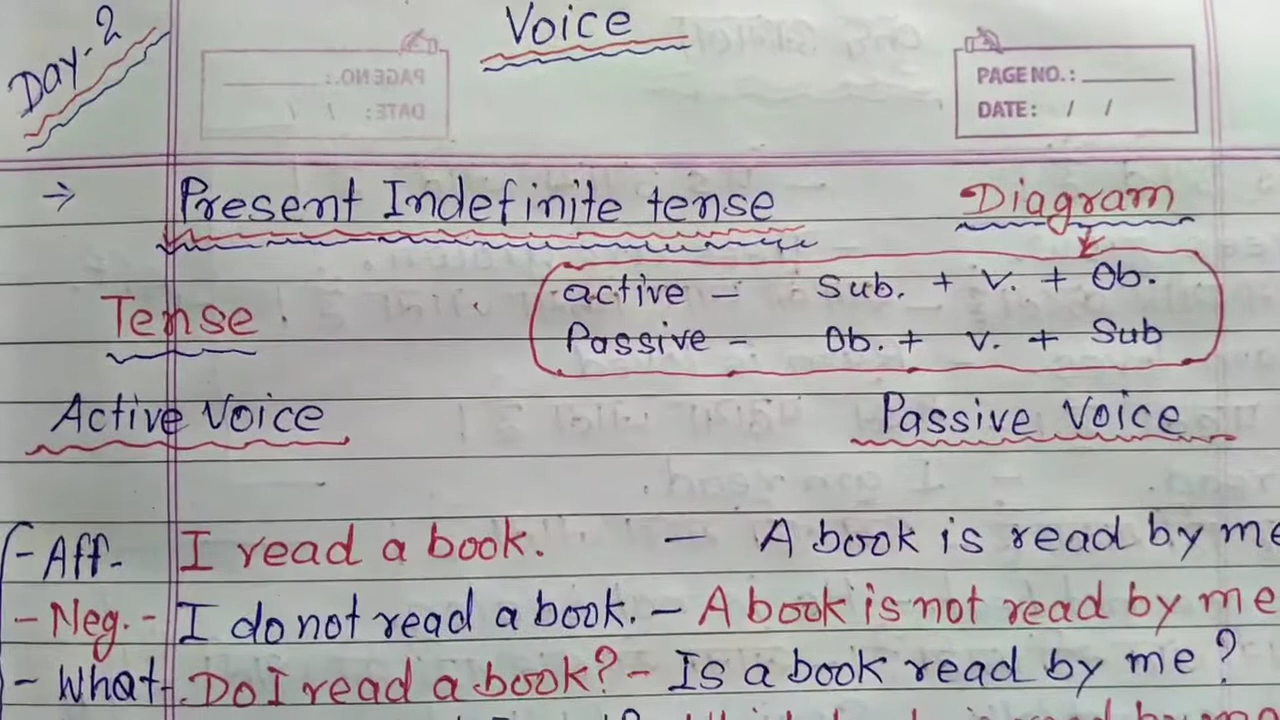 Day-2
Voice
PAGE NO.:
DATE: / /
PAGE NO.:
DATE: / /
→ Present Indefinite tense
Diagram
active - Sub. + V. + Ob.
Passive - Ob. + V. + Sub
Tense
Active Voice Passive Voice
- Aff- I read a book. - A book is read by me
- Neg. - I do not read a book. - A book is not read by me
- What- Do I read a book? - Is a book read by me?